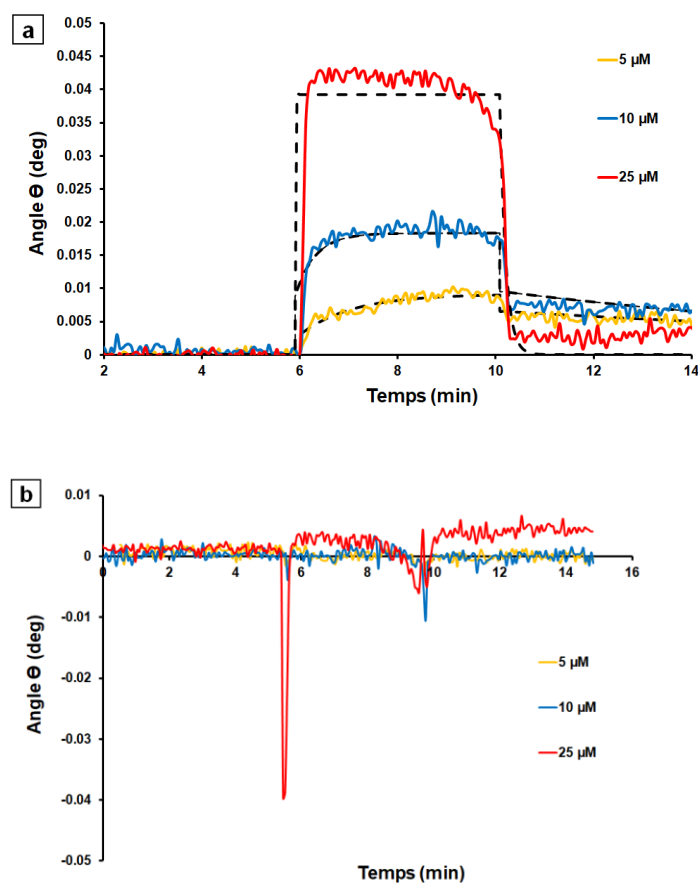 a
Angle Θ (deg)
0.05
0.045
0.04
0.035
0.03
0.025
0.02
0.015
0.01
0.005
0
2
4
6
8
10
12
14
Temps (min)
5 µM
10 µM
25 µM
b
Angle Θ (deg)
0.01
0
-0.01
-0.02
-0.03
-0.04
-0.05
0
2
4
6
8
10
12
14
16
5 µM
10 µM
25 µM
Temps (min)